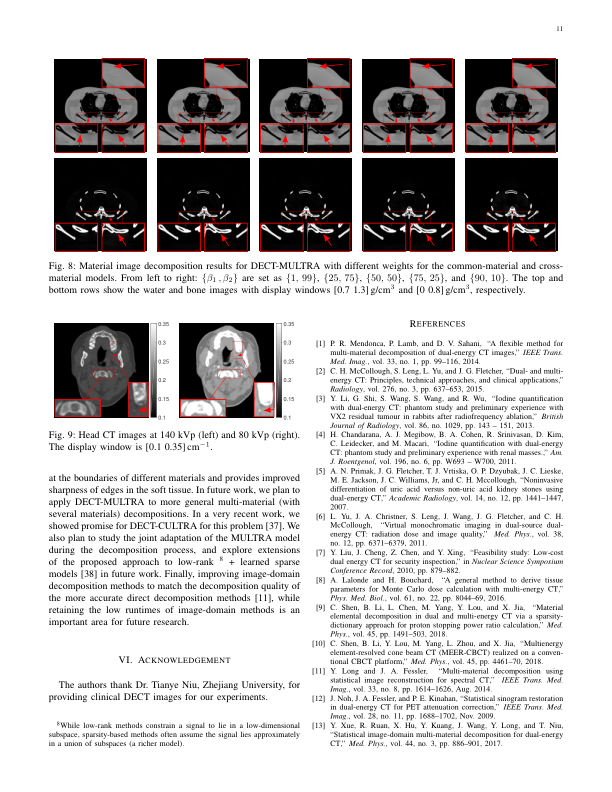 11
Fig. 8: Material image decomposition results for DECT-MULTRA with different weights for the common-material and cross-
material models. From left to right: {β1 , β2} are set as {1, 99}, {25, 75}, {50, 50}, {75, 25}, and {90, 10}. The top and
bottom rows show the water and bone images with display windows [0.7 1.3] g/cm3 and [0 0.8] g/cm3, respectively.
0.35
0.3
0.25
0.2
0.15
0.1
0.35
0.3
0.25
0.2
0.15
0.1
Fig. 9: Head CT images at 140 kVp (left) and 80 kVp (right).
The display window is [0.1 0.35] cm−1.
at the boundaries of different materials and provides improved
sharpness of edges in the soft tissue. In future work, we plan to
apply DECT-MULTRA to more general multi-material (with
several materials) decompositions. In a very recent work, we
showed promise for DECT-CULTRA for this problem [37]. We
also plan to study the joint adaptation of the MULTRA model
during the decomposition process, and explore extensions
of the proposed approach to low-rank 8 + learned sparse
models [38] in future work. Finally, improving image-domain
decomposition methods to match the decomposition quality of
the more accurate direct decomposition methods [11], while
retaining the low runtimes of image-domain methods is an
important area for future research.
VI. ACKNOWLEDGEMENT
The authors thank Dr. Tianye Niu, Zhejiang University, for
providing clinical DECT images for our experiments.
8While low-rank methods constrain a signal to lie in a low-dimensional
subspace, sparsity-based methods often assume the signal lies approximately
in a union of subspaces (a richer model).
REFERENCES
[1] P. R. Mendonca, P. Lamb, and D. V. Sahani, “A flexible method for
multi-material decomposition of dual-energy CT images,” IEEE Trans.
Med. Imag., vol. 33, no. 1, pp. 99–116, 2014.
[2] C. H. McCollough, S. Leng, L. Yu, and J. G. Fletcher, “Dual- and multi-
energy CT: Principles, technical approaches, and clinical applications,”
Radiology, vol. 276, no. 3, pp. 637–653, 2015.
[3] Y. Li, G. Shi, S. Wang, S. Wang, and R. Wu, “Iodine quantification
with dual-energy CT: phantom study and preliminary experience with
VX2 residual tumour in rabbits after radiofrequency ablation,” British
Journal of Radiology, vol. 86, no. 1029, pp. 143 – 151, 2013.
[4] H. Chandarana, A. J. Megibow, B. A. Cohen, R. Srinivasan, D. Kim,
C. Leidecker, and M. Macari, “Iodine quantification with dual-energy
CT: phantom study and preliminary experience with renal masses.,” Am.
J. Roentgenol, vol. 196, no. 6, pp. W693 – W700, 2011.
[5] A. N. Primak, J. G. Fletcher, T. J. Vrtiska, O. P. Dzyubak, J. C. Lieske,
M. E. Jackson, J. C. Williams, Jr, and C. H. Mccollough, “Noninvasive
differentiation of uric acid versus non-uric acid kidney stones using
dual-energy CT,” Academic Radiology, vol. 14, no. 12, pp. 1441–1447,
2007.
[6] L. Yu, J. A. Christner, S. Leng, J. Wang, J. G. Fletcher, and C. H.
McCollough, “Virtual monochromatic imaging in dual-source dual-
energy CT: radiation dose and image quality,” Med. Phys., vol. 38,
no. 12, pp. 6371–6379, 2011.
[7] Y. Liu, J. Cheng, Z. Chen, and Y. Xing, “Feasibility study: Low-cost
dual energy CT for security inspection,” in Nuclear Science Symposium
Conference Record, 2010, pp. 879–882.
[8] A. Lalonde and H. Bouchard, “A general method to derive tissue
parameters for Monte Carlo dose calculation with multi-energy CT,”
Phys. Med. Biol., vol. 61, no. 22, pp. 8044–69, 2016.
[9] C. Shen, B. Li, L. Chen, M. Yang, Y. Lou, and X. Jia, “Material
elemental decomposition in dual and multi-energy CT via a sparsity-
dictionary approach for proton stopping power ratio calculation,” Med.
Phys., vol. 45, pp. 1491–503, 2018.
[10] C. Shen, B. Li, Y. Lou, M. Yang, L. Zhou, and X. Jia, “Multienergy
element-resolved cone beam CT (MEER-CBCT) realized on a conven-
tional CBCT platform,” Med. Phys., vol. 45, pp. 4461–70, 2018.
[11] Y. Long and J. A. Fessler, “Multi-material decomposition using
statistical image reconstruction for spectral CT,” IEEE Trans. Med.
Imag., vol. 33, no. 8, pp. 1614–1626, Aug. 2014.
[12] J. Noh, J. A. Fessler, and P. E. Kinahan, “Statistical sinogram restoration
in dual-energy CT for PET attenuation correction,” IEEE Trans. Med.
Imag., vol. 28, no. 11, pp. 1688–1702, Nov. 2009.
[13] Y. Xue, R. Ruan, X. Hu, Y. Kuang, J. Wang, Y. Long, and T. Niu,
“Statistical image-domain multi-material decomposition for dual-energy
CT,” Med. Phys., vol. 44, no. 3, pp. 886–901, 2017.